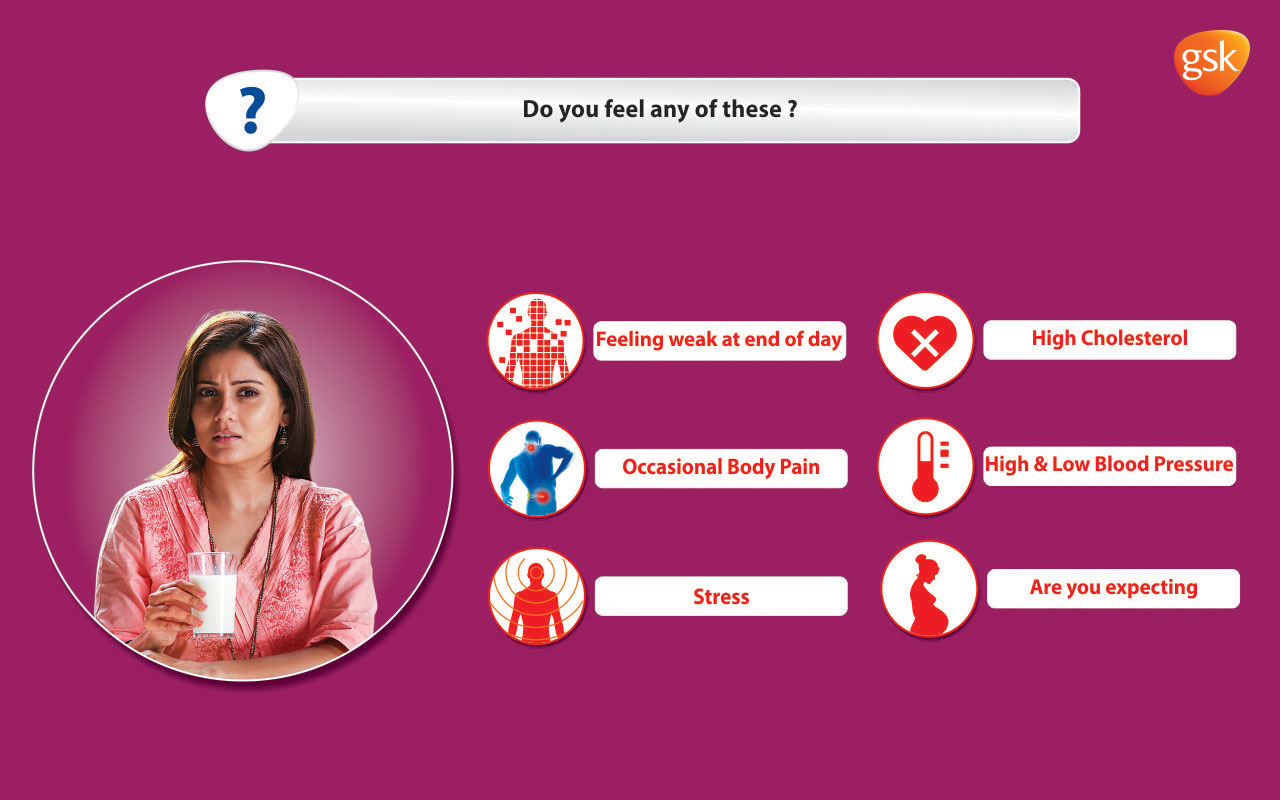 gsk
?
Do you feel any of these ?
Feeling weak at end of day
High Cholesterol
Occasional Body Pain
High & Low Blood Pressure
Stress
Are you expecting